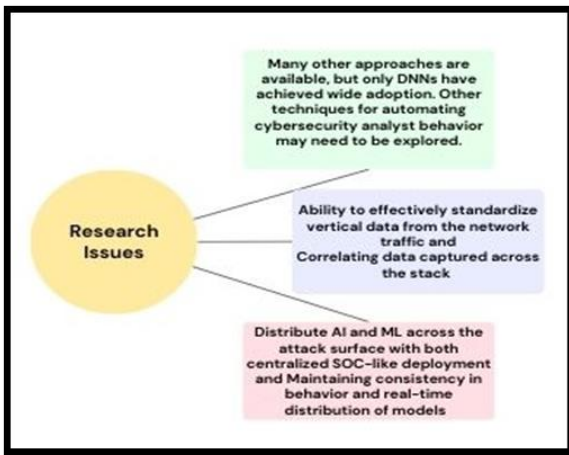 Research
Issues
Many other approaches are
available, but only DNNs have
achieved wide adoption. Other
techniques for automating
cybersecurity analyst behavior
may need to be explored.
Ability to effectively standardize
vertical data from the network
traffic and
Correlating data captured across
the stack
Distribute AI and ML across the
attack surface with both
centralized SOC-like deployment
and Maintaining consistency in
behavior and real-time
distribution of models